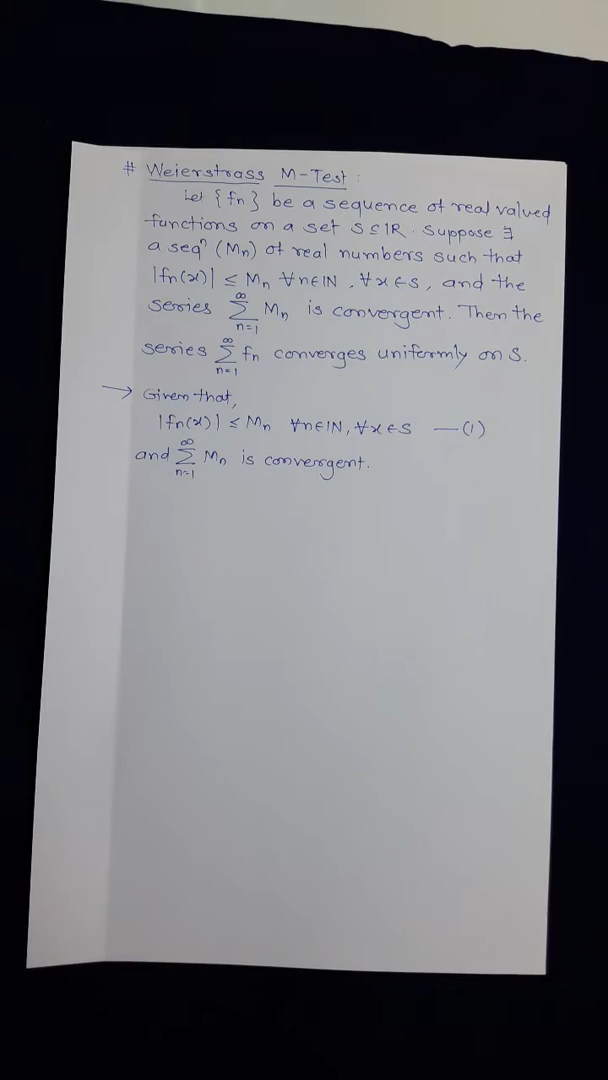 # Weierstrass M-Test :
Let {fn} be a sequence of real valued
functions on a set S ⊆ IR. Suppose ∃
a seqⁿ (Mn) of real numbers such that
|fn(x)| ≤ Mn ∀n∈IN, ∀x∈S, and the
series ∞∑n=1 Mn is convergent. Then the
series ∞∑n=1 fn converges uniformly on S.
→ Given that,
|fn(x)| ≤ Mn ∀n∈IN, ∀x∈S —(1)
and ∞∑n=1 Mn is convergent.